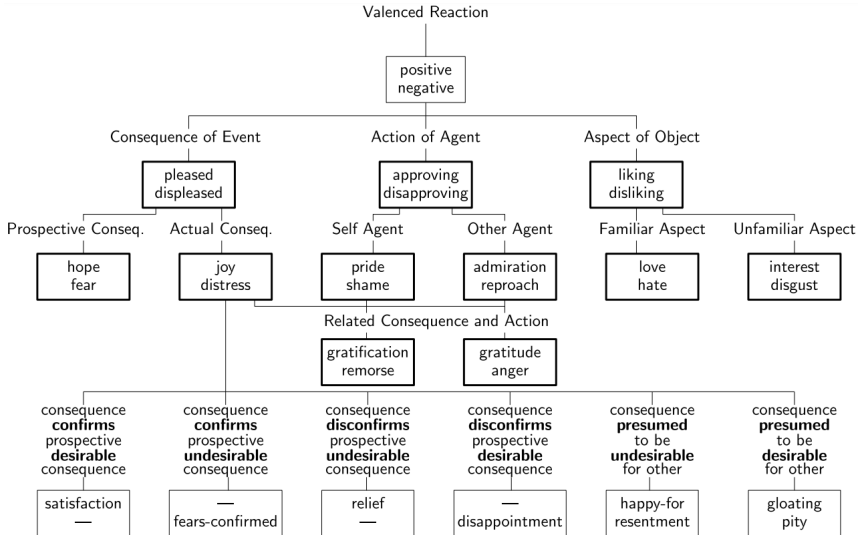 Valenced Reaction
positive
negative
Consequence of Event
Action of Agent
Aspect of Object
pleased
displeased
approving
disapproving
liking
disliking
Prospective Conseq.
Actual Conseq.
Self Agent
Other Agent
Familiar Aspect
Unfamiliar Aspect
hope
fear
joy
distress
pride
shame
admiration
reproach
love
hate
interest
disgust
Related Consequence and Action
gratification
remorse
gratitude
anger
consequence
confirms
prospective
desirable
consequence
consequence
confirms
prospective
undesirable
consequence
consequence
disconfirms
prospective
undesirable
consequence
consequence
disconfirms
prospective
desirable
consequence
consequence
presumed
to be
undesirable
for other
consequence
presumed
to be
desirable
for other
satisfaction
—
—
fears-confirmed
relief
—
—
disappointment
happy-for
resentment
gloating
pity